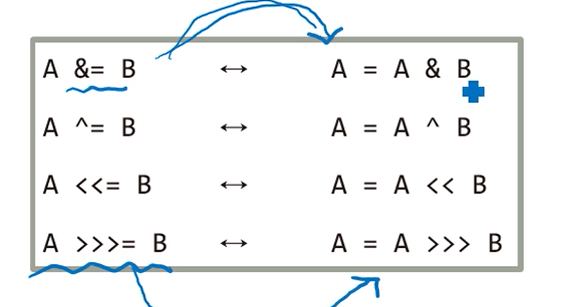 A &= B ↔ A = A & B
A ^= B ↔ A = A ^ B
A <<= B ↔ A = A << B
A >>>= B ↔ A = A >>> B